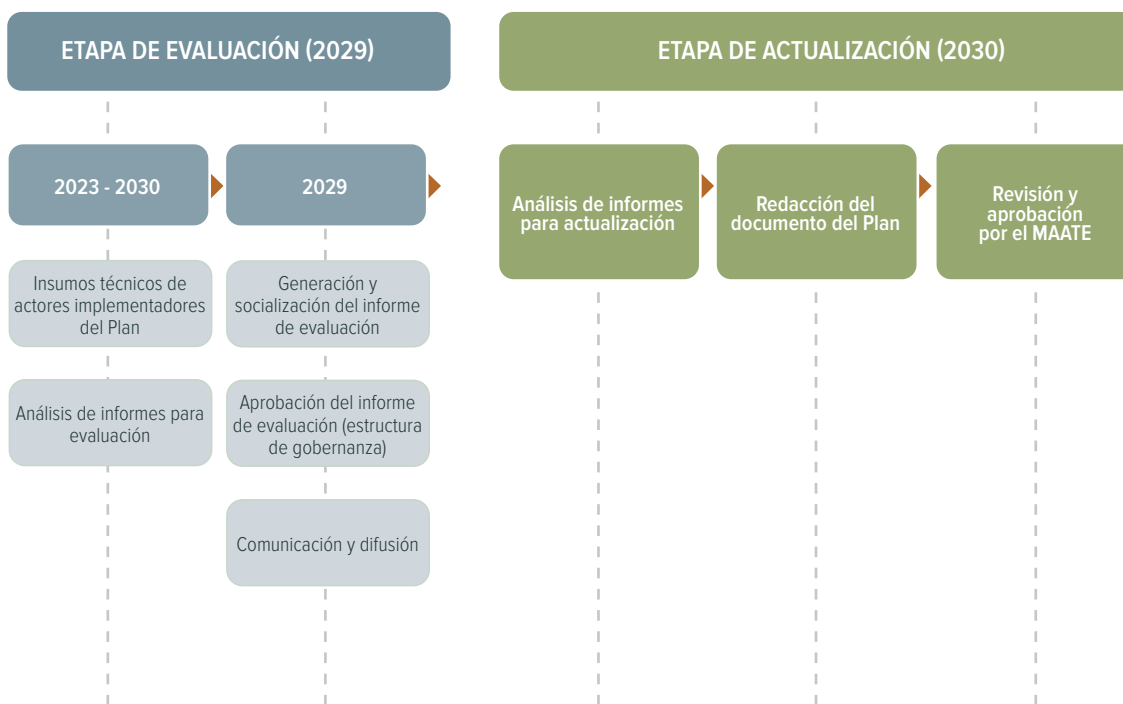 ETAPA DE EVALUACIÓN (2029)
2023 - 2030
2029
Insumos técnicos de
actores implementadores
del Plan
Generación y
socialización del informe
de evaluación
Análisis de informes para
evaluación
Aprobación del informe
de evaluación (estructura
de gobernanza)
Comunicación y difusión
ETAPA DE ACTUALIZACIÓN (2030)
Análisis de informes
para actualización
Redacción del
documento del Plan
Revisión y
aprobación
por el MAATE